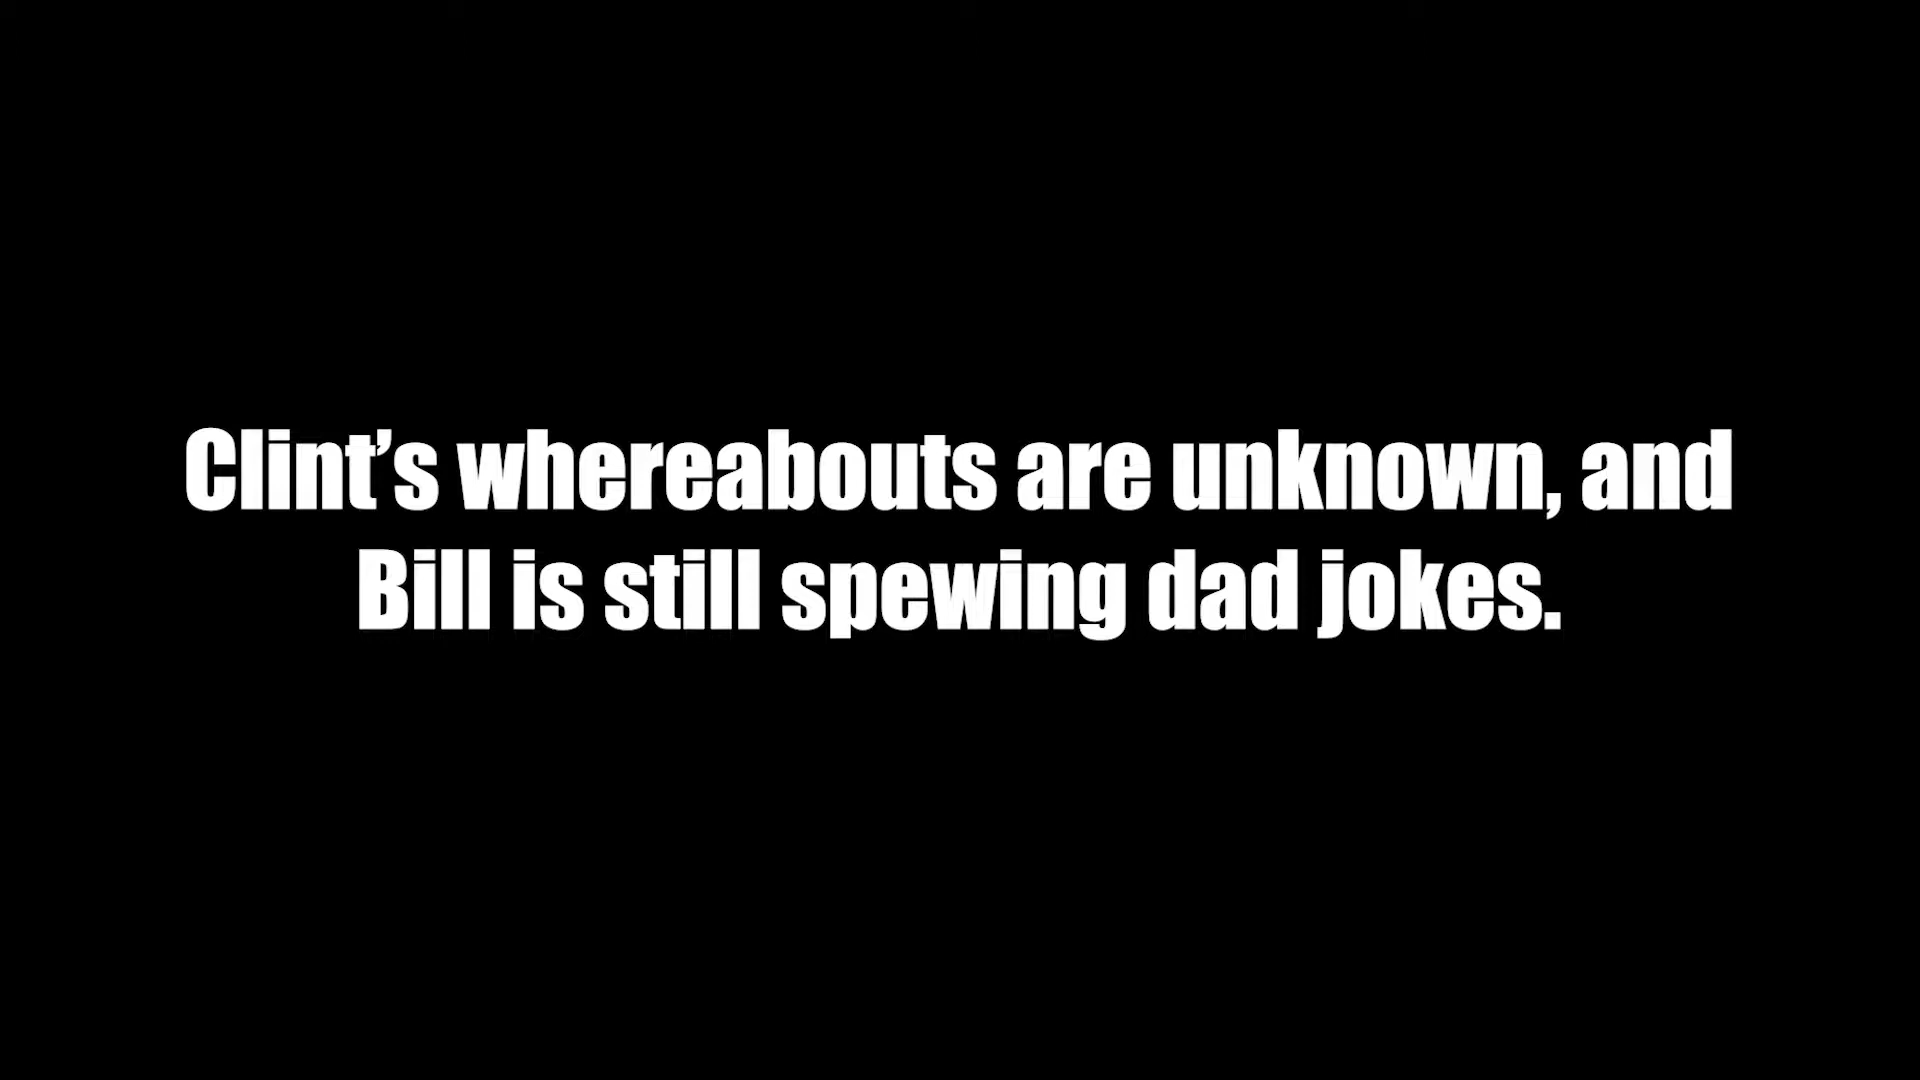 Clint’s whereabouts are unknown, and
Bill is still spewing dad jokes.